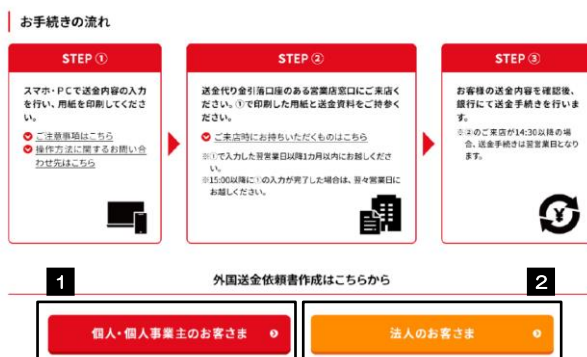 お手続きの流れ
STEP①
スマホ・PCで送金内容の入力
を行い、用紙を印刷してくださ
い。
ご注意事項はこちら
操作方法に関するお問い合
わせ先はこちら
STEP②
送金代り金引落口座のある営業店窓口にご来店く
ださい。①で印刷した用紙と送金資料をご持参く
ださい。
ご来店時にお持ちいただくものはこちら
※①で入力した翌営業日以降1カ月以内にお越しくださ
い。
※15:00以降に①の入力が完了した場合は、翌々営業日に
お越しください。
STEP③
お客様の送金内容を確認後、
銀行にて送金手続きを行いま
す。
※②のご来店が14:30以降の場
合、送金手続きは翌営業日となり
ます。
¥
1
外国送金依頼書作成はこちらから
2
個人・個人事業主のお客さま
法人のお客さま